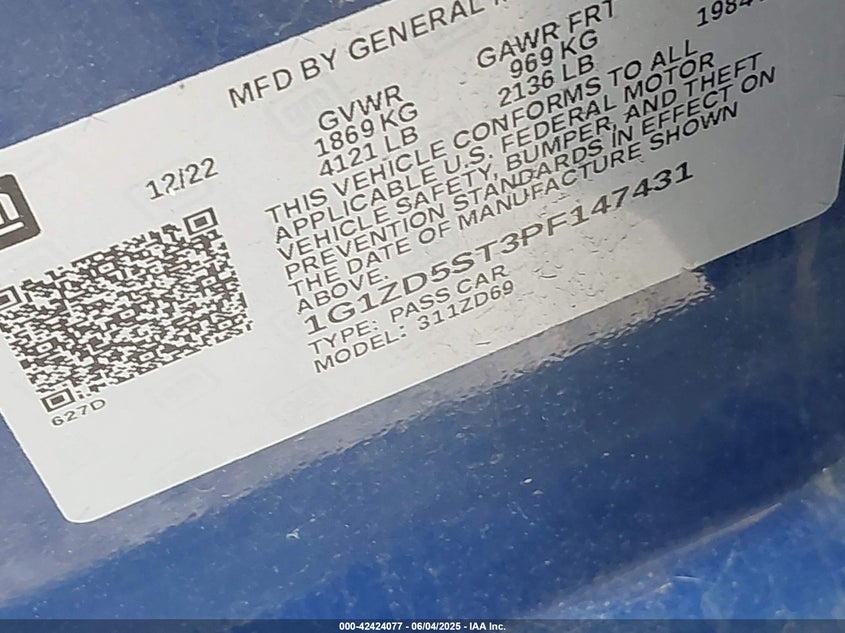 MFD BY GENERAL
12/22
GVWR
1869 KG
4121 LB
GAWR FRT
969 KG
2136 LB
THIS VEHICLE CONFORMS TO ALL
APPLICABLE U.S. FEDERAL MOTOR
VEHICLE SAFETY, BUMPER, AND THEFT
PREVENTION STANDARDS IN EFFECT ON
THE DATE OF MANUFACTURE SHOWN
ABOVE.
1G1ZD5ST3PF147431
TYPE: PASS CAR
MODEL: 311ZD69
627D
000-42424077 - 06/04/2025 - IAA Inc.